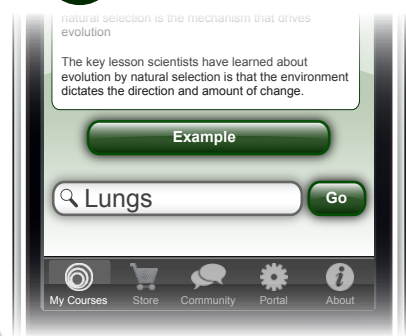 natural selection is the mechanism that drives
evolution
The key lesson scientists have learned about
evolution by natural selection is that the environment
dictates the direction and amount of change.
Example
Lungs
Go
My Courses Store Community Portal About